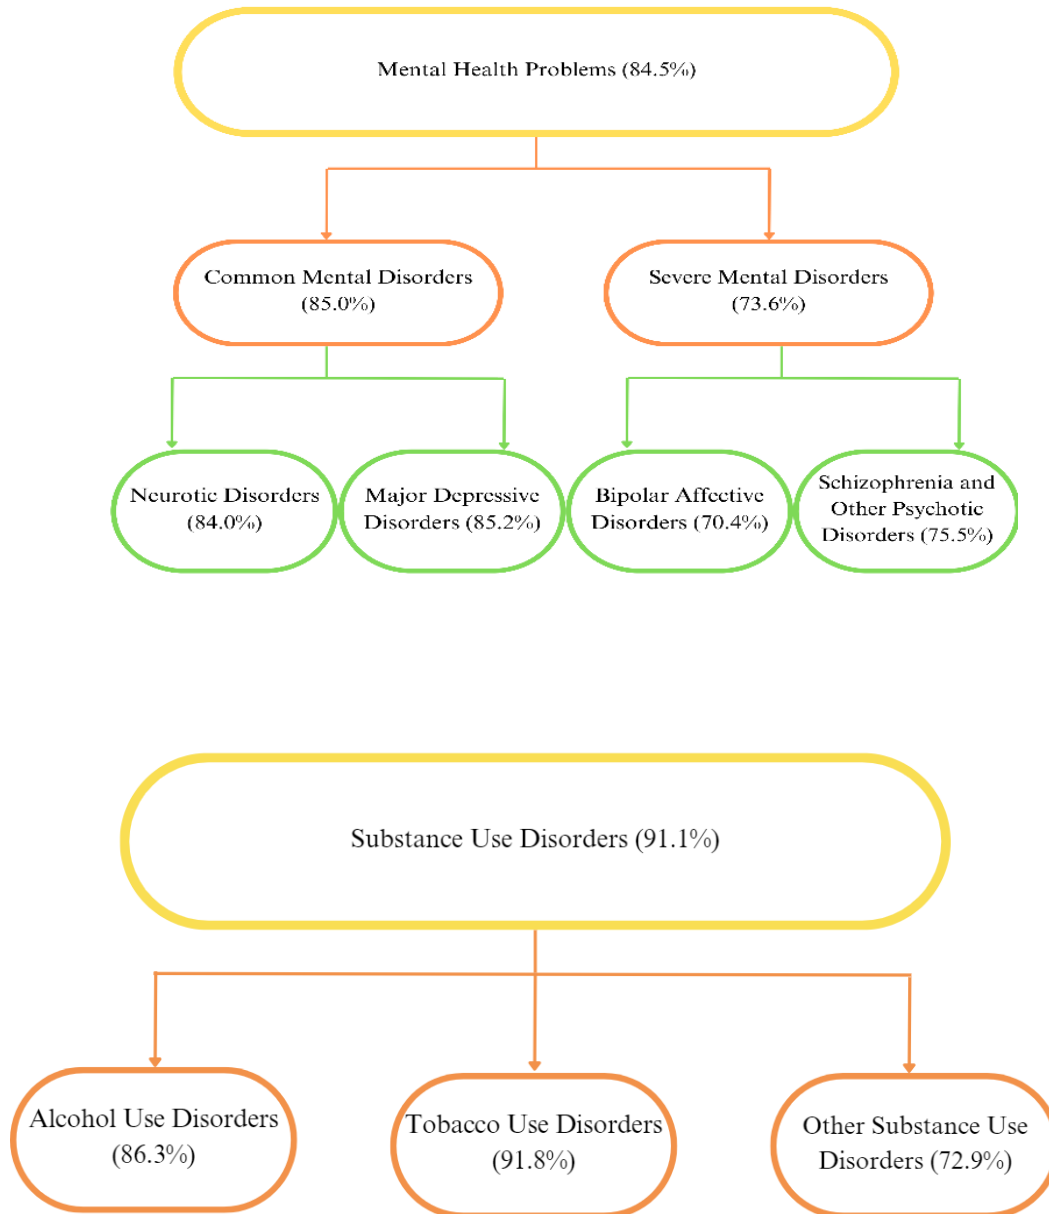 Mental Health Problems (84.5%)
Common Mental Disorders
(85.0%)
Severe Mental Disorders
(73.6%)
Neurotic Disorders
(84.0%)
Major Depressive
Disorders (85.2%)
Bipolar Affective
Disorders (70.4%)
Schizophrenia and
Other Psychotic
Disorders (75.5%)
Substance Use Disorders (91.1%)
Alcohol Use Disorders
(86.3%)
Tobacco Use Disorders
(91.8%)
Other Substance Use
Disorders (72.9%)